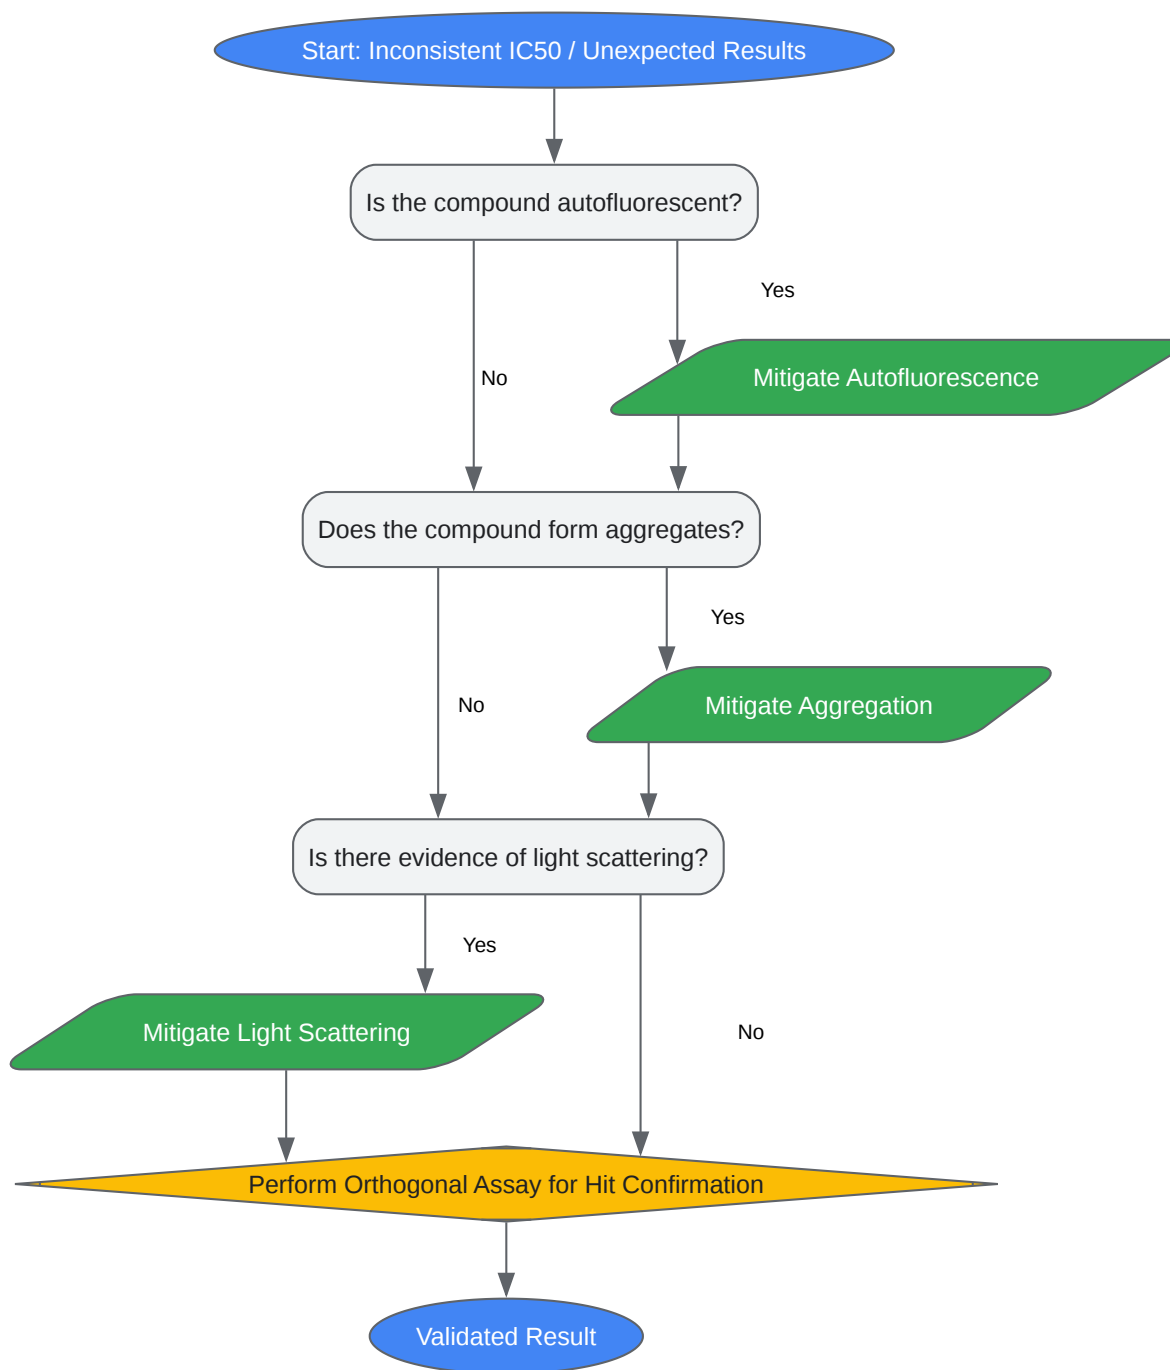 Start: Inconsistent IC50 / Unexpected Results
Is the compound autofluorescent?
Yes
No
Mitigate Autofluorescence
Does the compound form aggregates?
Yes
No
Mitigate Aggregation
Is there evidence of light scattering?
Yes
Mitigate Light Scattering
No
Perform Orthogonal Assay for Hit Confirmation
Validated Result